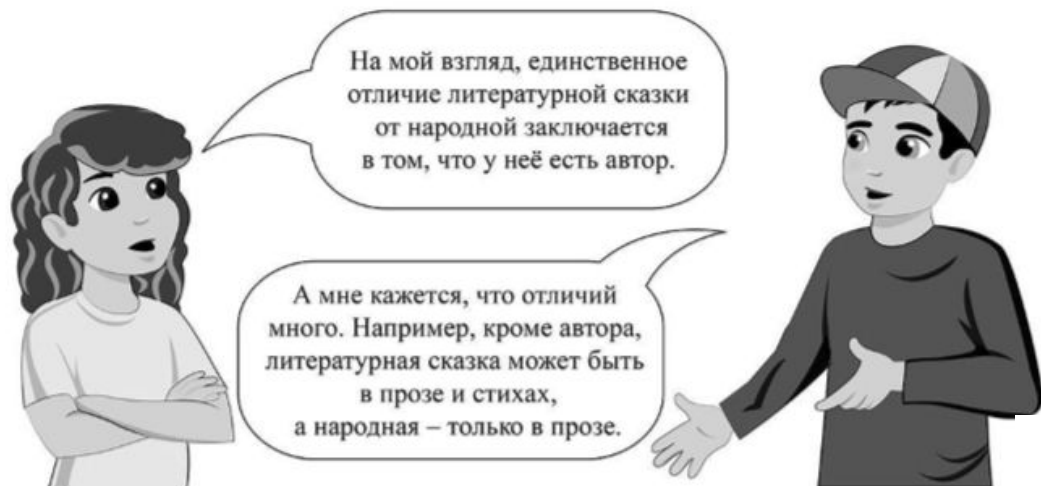 На мой взгляд, единственное
отличие литературной сказки
от народной заключается
в том, что у неё есть автор.
А мне кажется, что отличий
много. Например, кроме автора,
литературная сказка может быть
в прозе и стихах,
а народная – только в прозе.